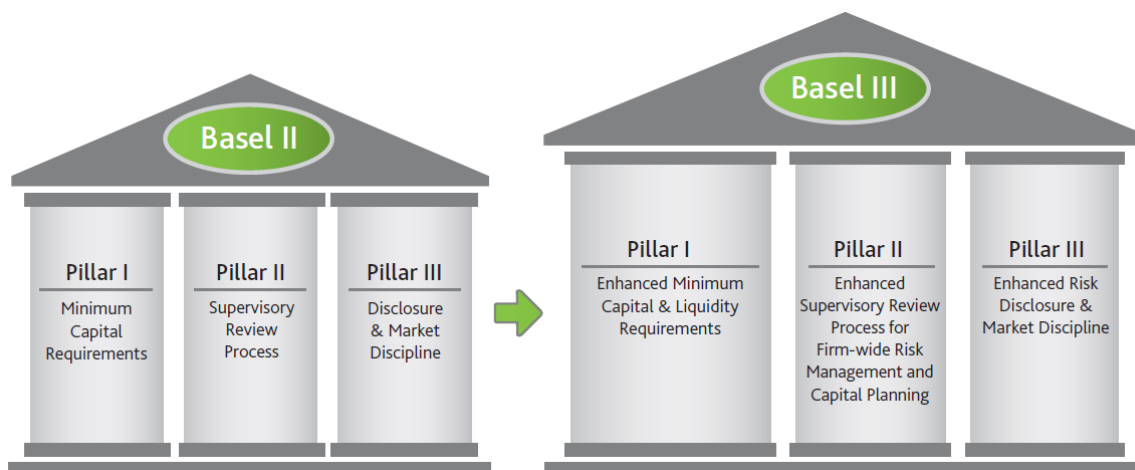 Basel II
Pillar I
Minimum
Capital
Requirements
Pillar II
Supervisory
Review
Process
Pillar III
Disclosure
& Market
Discipline
Basel III
Pillar I
Enhanced Minimum
Capital & Liquidity
Requirements
Pillar II
Enhanced
Supervisory Review
Process for
Firm-wide Risk
Management and
Capital Planning
Pillar III
Enhanced Risk
Disclosure &
Market Discipline